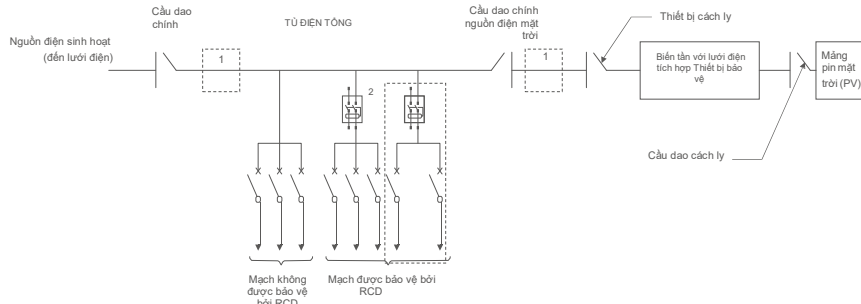 Cầu dao
chính
TỦ ĐIỆN TỔNG
Cầu dao chính
nguồn điện mặt
trời
Thiết bị cách ly
Nguồn điện sinh hoạt
(đến lưới điện)
1
1
Biến tần với lưới điện
tích hợp Thiết bị bảo
vệ
Mảng
pin mặt
trời (PV)
2
Cầu dao cách ly
Mạch không
được bảo vệ
bởi RCD
Mạch được bảo vệ bởi
RCD